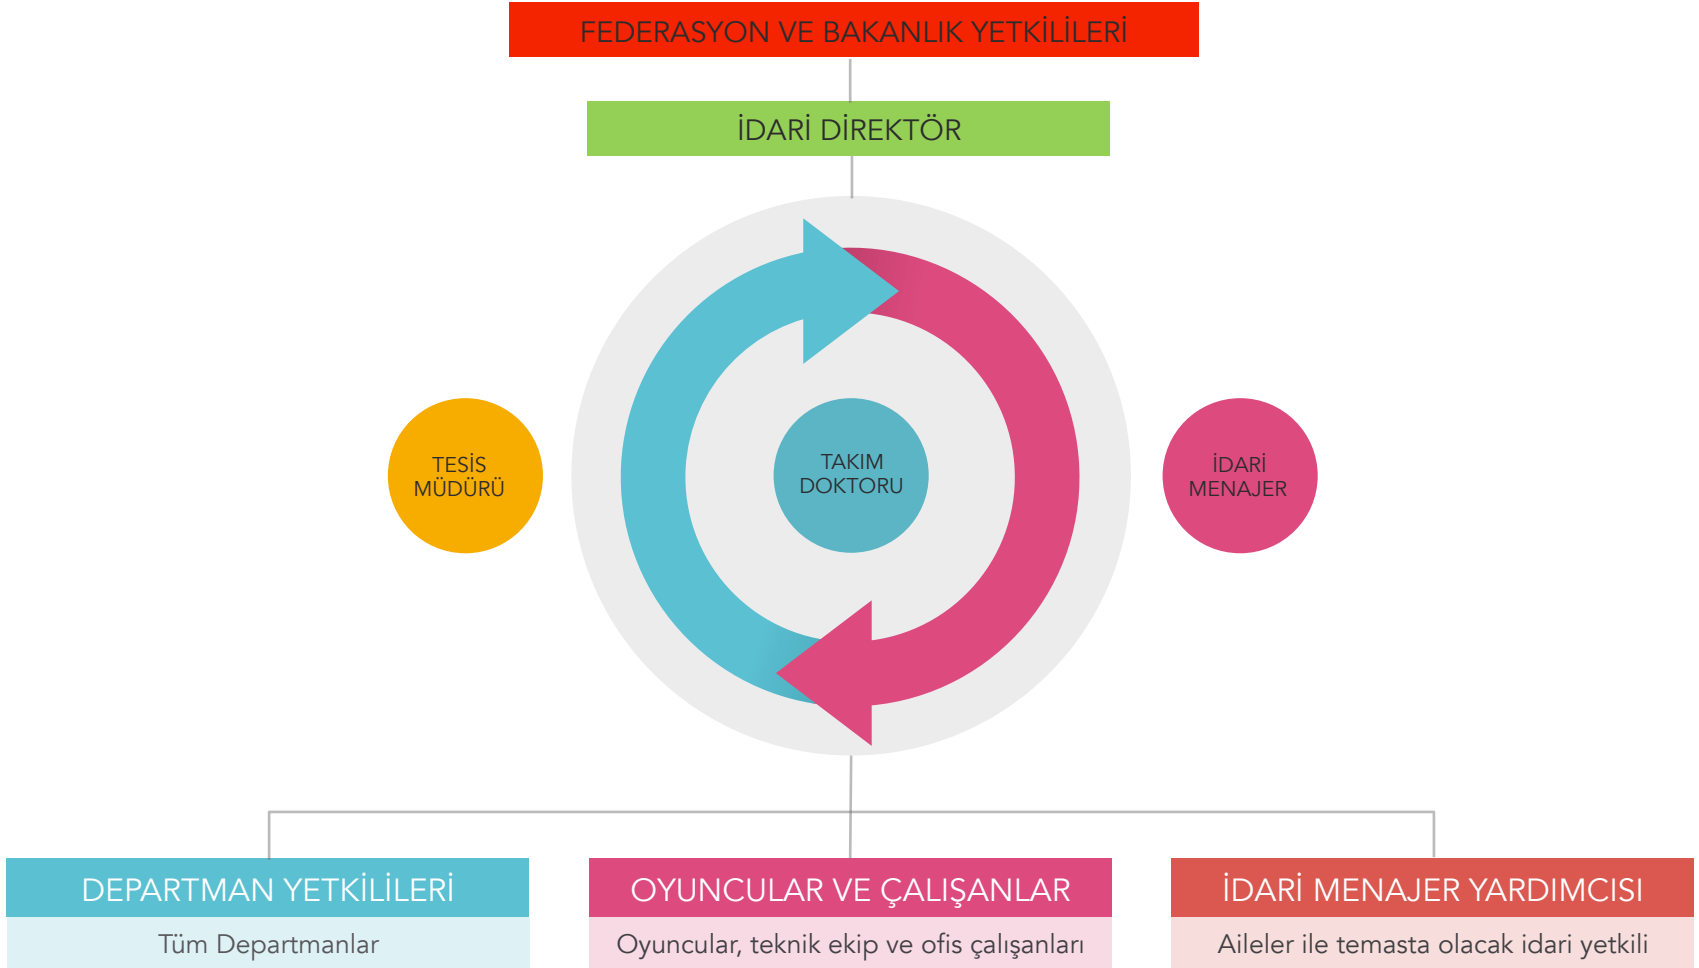 FEDERASYON VE BAKANLIK YETKİLİLERİ
İDARİ DİREKTÖR
TESİS
MÜDÜRÜ
TAKIM
DOKTORU
İDARİ
MENAJER
DEPARTMAN YETKİLİLERİ
Tüm Departmanlar
OYUNCULAR VE ÇALIŞANLAR
Oyuncular, teknik ekip ve ofis çalışanları
İDARİ MENAJER YARDIMCISI
Aileler ile temasta olacak idari yetkili